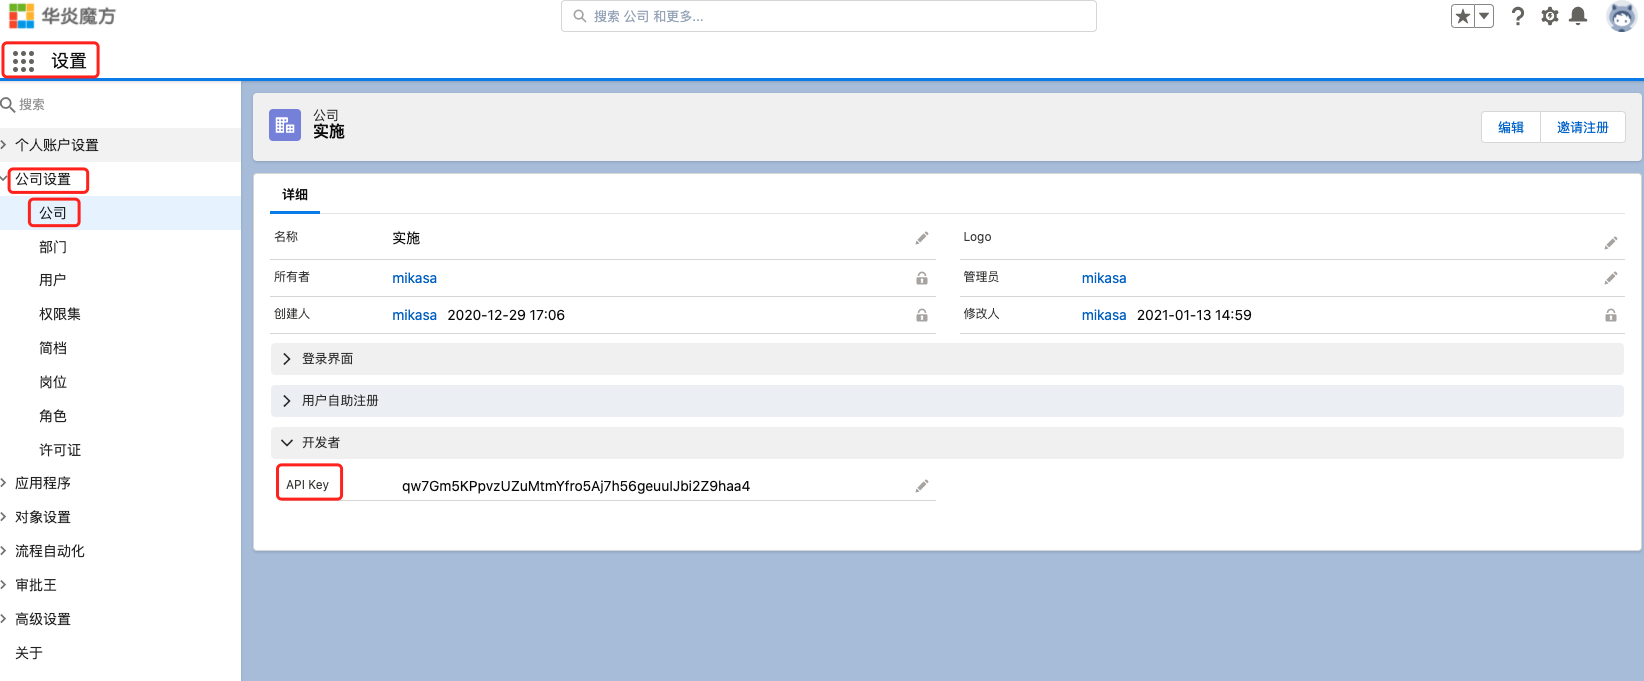 华炎魔方
搜索 公司 和更多...
设置
搜索
个人账户设置
公司设置
公司
部门
用户
权限集
简档
岗位
角色
许可证
应用程序
对象设置
流程自动化
审批王
高级设置
关于
公司
实施
编辑
邀请注册
详细
名称 实施
Logo
所有者 mikasa
管理员 mikasa
创建人 mikasa 2020-12-29 17:06
修改人 mikasa 2021-01-13 14:59
登录界面
用户自助注册
开发者
API Key qw7Gm5KPpvzUZuMtmYfro5Aj7h56geuulJbi2Z9haa4